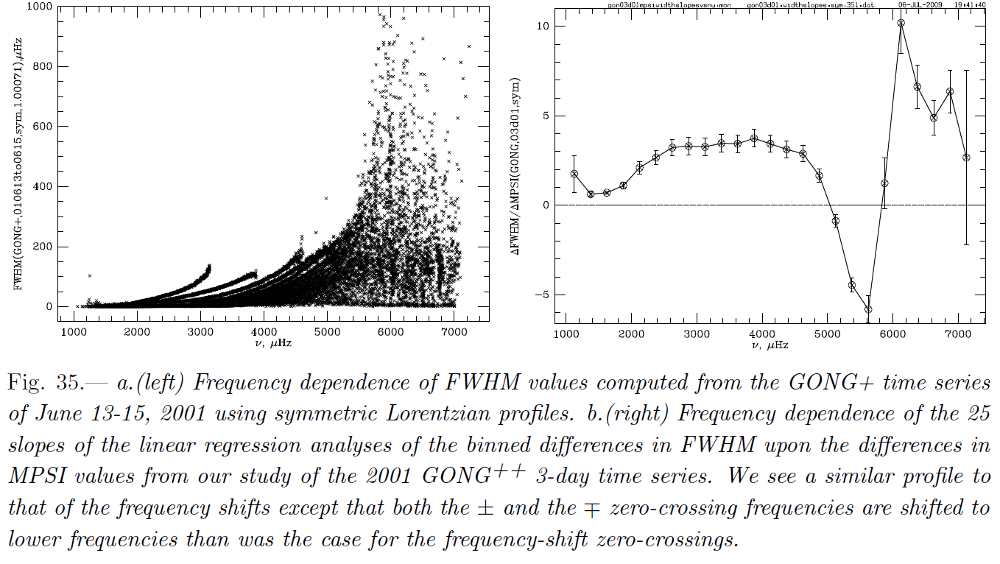 1000
800
600
400
200
0
FWHM(GONG+,010613to0615,sym,1.00071),μHz
1000 2000 3000 4000 5000 6000 7000
ν, μHz
gon03d01mpsiwidthslopesvsnu.mon gon03d01.widthslopes.sum.351.dat 06-JUL-2009 19:41:40
10
5
0
−5
ΔFWHM/ΔMPSI(GONG,03d01,sym)
1000 2000 3000 4000 5000 6000 7000
ν, μHz
Fig. 35.— a.(left) Frequency dependence of FWHM values computed from the GONG+ time series
of June 13-15, 2001 using symmetric Lorentzian profiles. b.(right) Frequency dependence of the 25
slopes of the linear regression analyses of the binned differences in FWHM upon the differences in
MPSI values from our study of the 2001 GONG++ 3-day time series. We see a similar profile to
that of the frequency shifts except that both the ± and the ∓ zero-crossing frequencies are shifted to
lower frequencies than was the case for the frequency-shift zero-crossings.